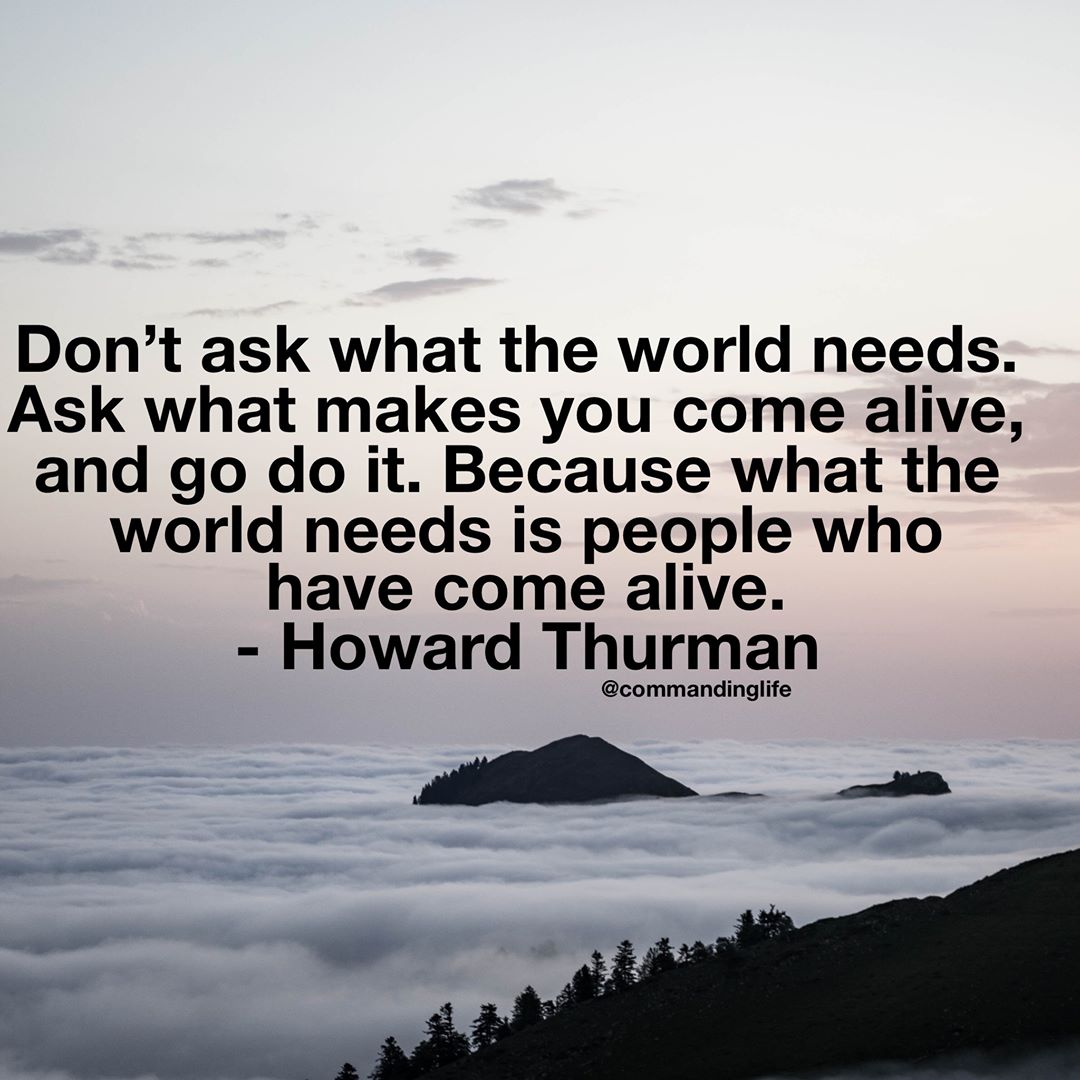 Don’t ask what the world needs.
Ask what makes you come alive,
and go do it. Because what the
world needs is people who
have come alive.
- Howard Thurman
@commandinglife